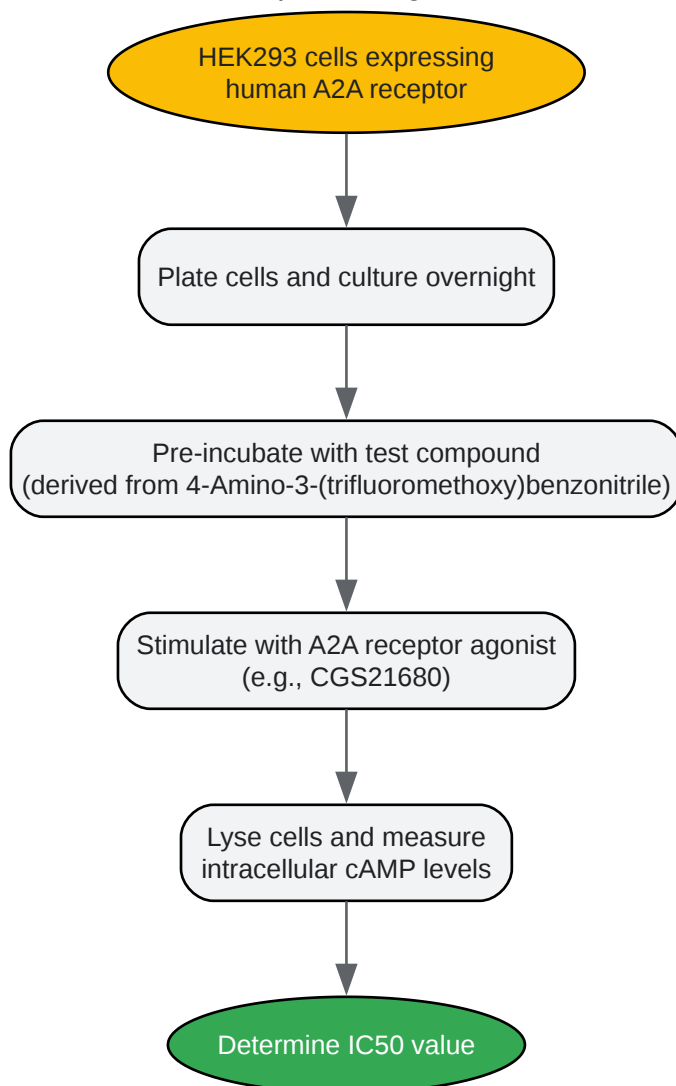 HEK293 cells expressing
human A2A receptor
Plate cells and culture overnight
Pre-incubate with test compound
(derived from 4-Amino-3-(trifluoromethoxy)benzonitrile)
Stimulate with A2A receptor agonist
(e.g., CGS21680)
Lyse cells and measure
intracellular cAMP levels
Determine IC50 value